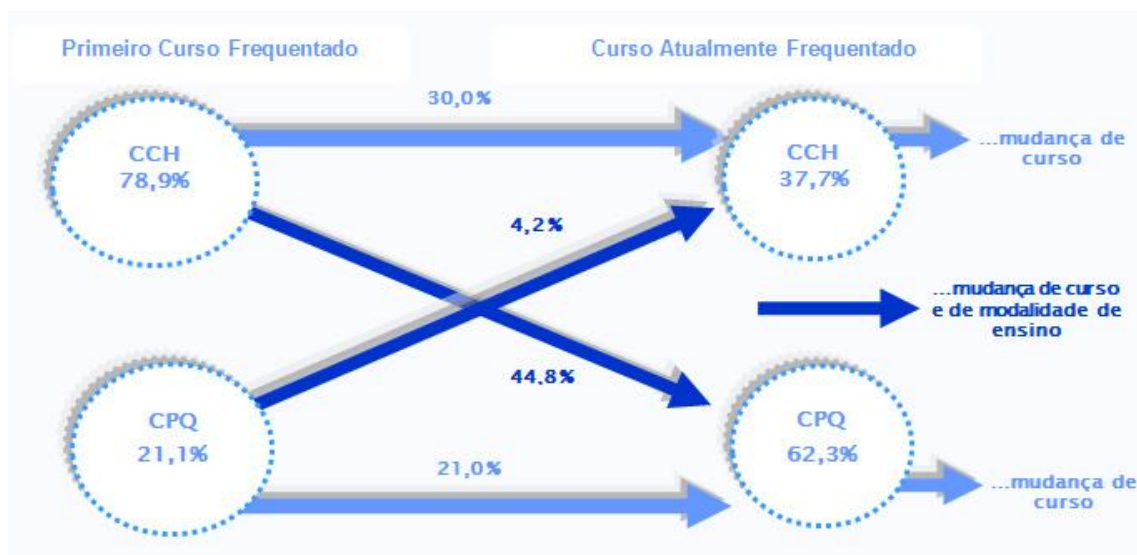 Primeiro Curso Frequentado
Curso Atualmente Frequentado
30,0%
CCH
78,9%
CCH
37,7%
...mudança de
curso
4,2%
...mudança de curso
e de modalidade de
ensino
44,8%
CPQ
21,1%
CPQ
62,3%
21,0%
...mudança de
curso